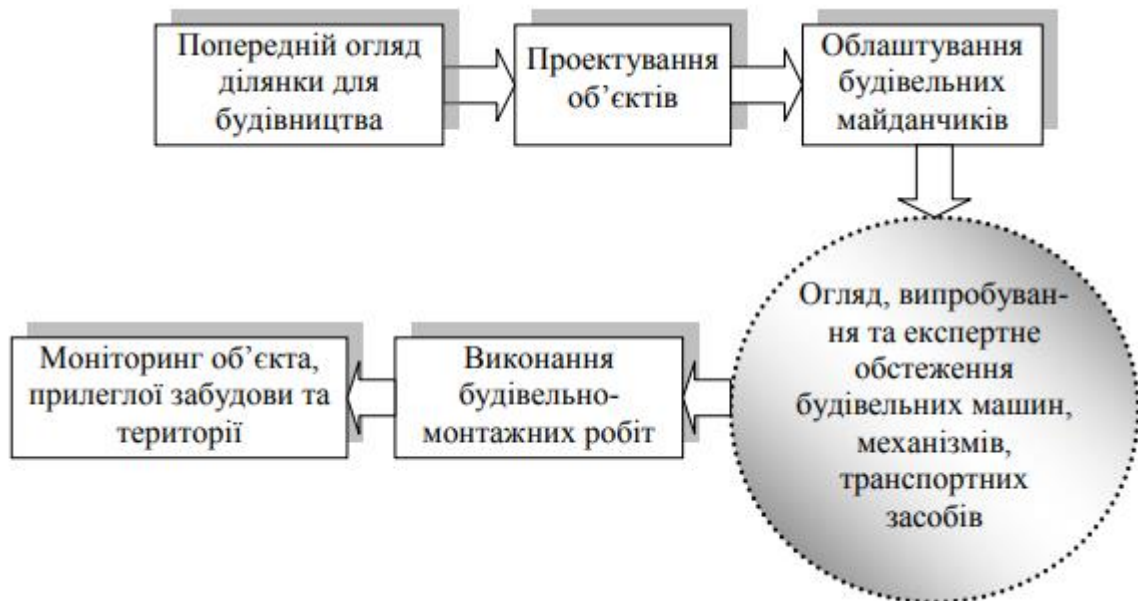 Попередній огляд
ділянки для
будівництва
Проектування
об’єктів
Облаштування
будівельних
майданчиків
Огляд, випробуван-
ня та експертне
обстеження
будівельних машин,
механізмів,
транспортних
засобів
Виконання
будівельно-
монтажних робіт
Моніторинг об’єкта,
прилеглої забудови та
території